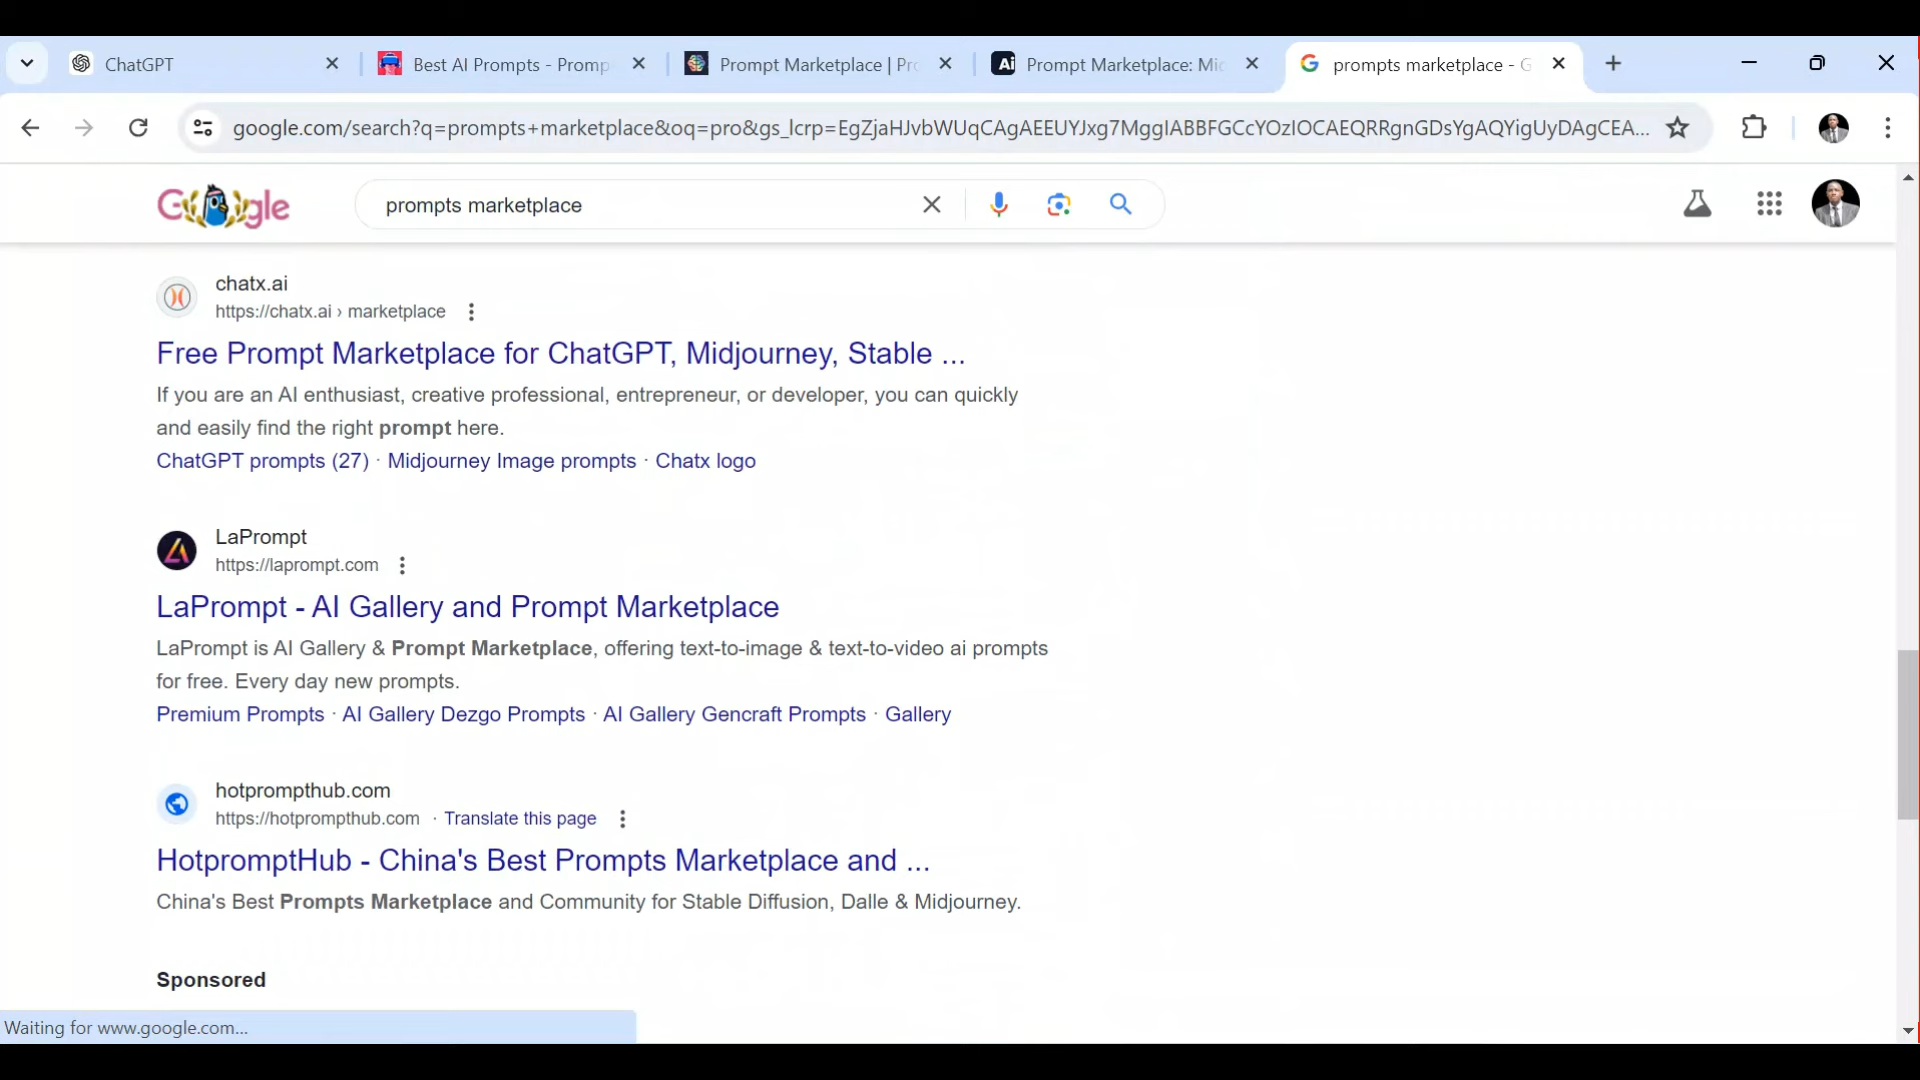 ChatGPT
Best AI Prompts - Promp
Prompt Marketplace | Pr
Prompt Marketplace: Mi
prompts marketplace - G
google.com/search?q=prompts+marketplace&oq=pro&gs_lcrp=EgZjaHJvbWUqCAgAEEUYJxg7MggIABBFGCcYOzIOCAEQRRgnGDsYgAQYigUyDAgCEA...
Google
prompts marketplace
chatx.ai
https://chatx.ai › marketplace
Free Prompt Marketplace for ChatGPT, Midjourney, Stable ...
If you are an AI enthusiast, creative professional, entrepreneur, or developer, you can quickly
and easily find the right prompt here.
ChatGPT prompts (27) · Midjourney Image prompts · Chatx logo
LaPrompt
https://laprompt.com
LaPrompt - AI Gallery and Prompt Marketplace
LaPrompt is AI Gallery & Prompt Marketplace, offering text-to-image & text-to-video ai prompts
for free. Every day new prompts.
Premium Prompts · AI Gallery Dezgo Prompts · AI Gallery Gencraft Prompts · Gallery
hotprompthub.com
https://hotprompthub.com · Translate this page
HotpromptHub - China's Best Prompts Marketplace and ...
China's Best Prompts Marketplace and Community for Stable Diffusion, Dalle & Midjourney.
Sponsored
Waiting for www.google.com...